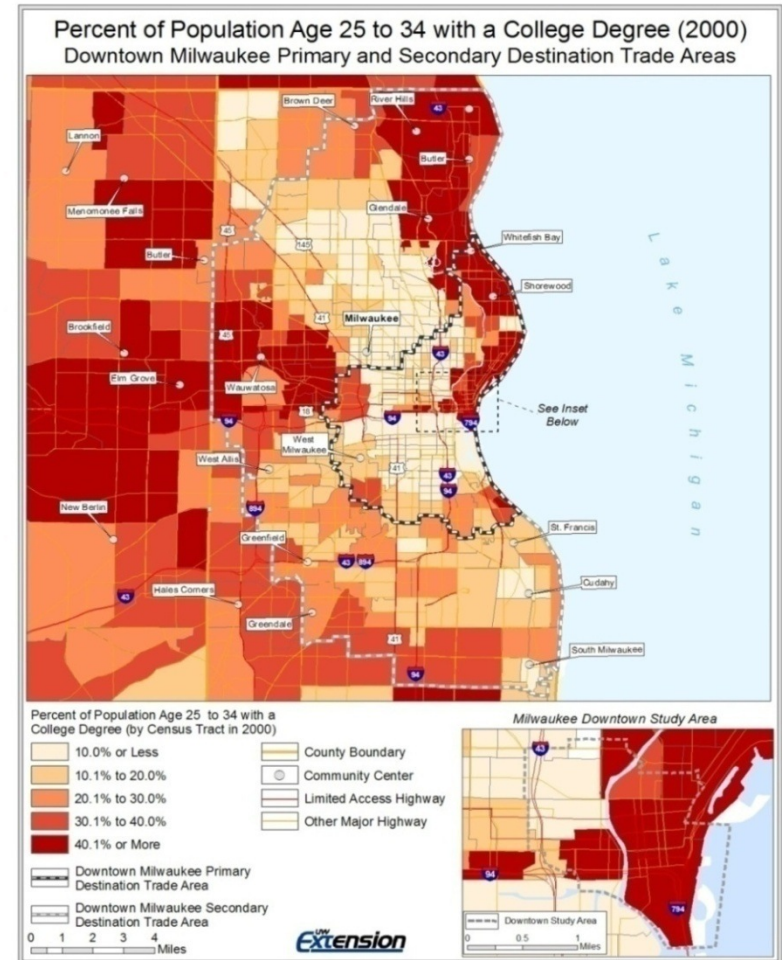 Percent of Population Age 25 to 34 with a College Degree (2000)
Downtown Milwaukee Primary and Secondary Destination Trade Areas
Brown Deer
River Hills
43
Lannon
Butler
Menomonee Falls
Glendale
45
145
Whitefish Bay
Butler
Shorewood
41
Milwaukee
45
Brookfield
43
Elm Grove
Wauwatosa
18
See Inset
Below
94
94
794
West
Milwaukee
West Allis
41
43
94
New Berlin
894
St. Francis
Greenfield
43
894
Cudahy
43
Hales Corners
Greendale
41
South Milwaukee
94
Lake Michigan
Percent of Population Age 25 to 34 with a
College Degree (by Census Tract in 2000)
10.0% or Less
10.1% to 20.0%
20.1% to 30.0%
30.1% to 40.0%
40.1% or More
County Boundary
Community Center
Limited Access Highway
Other Major Highway
Downtown Milwaukee Primary
Destination Trade Area
Downtown Milwaukee Secondary
Destination Trade Area
0 1 2 3 4
Miles
UW
Extension
Milwaukee Downtown Study Area
43
94
794
Downtown Study Area
0 0.5 1
Miles